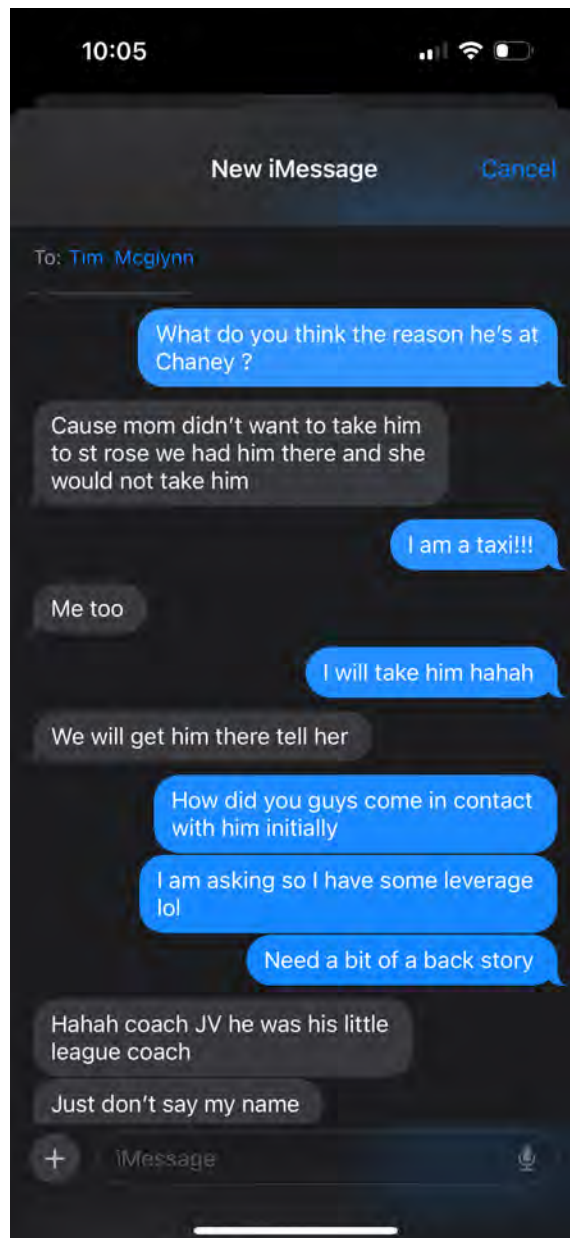 10:05
New iMessage
Cancel
To: Tim Mcglynn
What do you think the reason he's at
Chaney ?
Cause mom didn't want to take him
to st rose we had him there and she
would not take him
I am a taxi!!!
Me too
I will take him hahah
We will get him there tell her
How did you guys come in contact
with him initially
I am asking so I have some leverage
lol
Need a bit of a back story
Hahah coach JV he was his little
league coach
Just don't say my name
iMessage